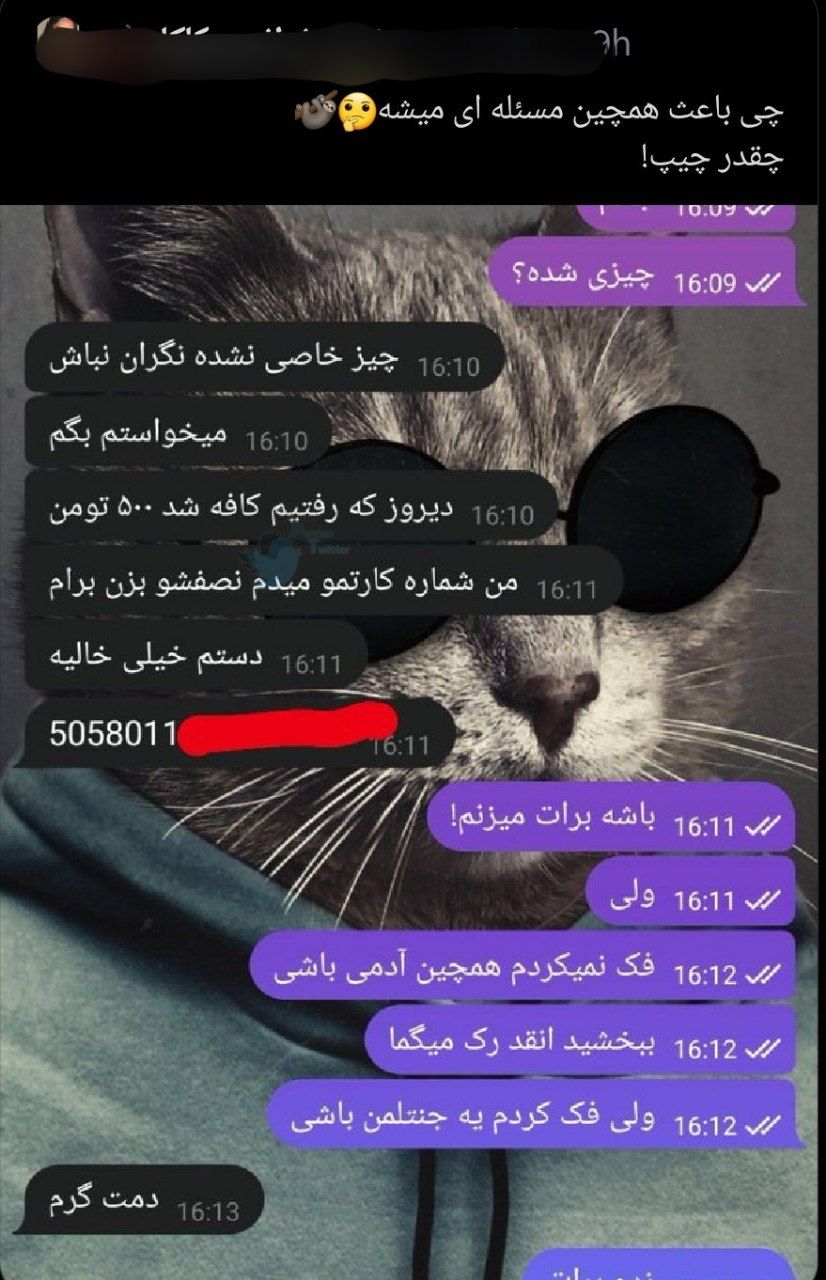 9h
چی باعث همچین مسئله ای میشه🤔🦥
چقدر چیپ!
16:09
چیزی شده؟ 16:09
چیز خاصی نشده نگران نباش 16:10
میخواستم بگم 16:10
دیروز که رفتیم کافه شد ۵۰۰ تومن 16:10
Twitter
من شماره کارتمو میدم نصفشو بزن برام 16:11
دستم خیلی خالیه 16:11
5058011 16:11
باشه برات میزنم! 16:11
ولی 16:11
فک نمیکردم همچین آدمی باشی 16:12
ببخشید انقد رک میگما 16:12
ولی فک کردم یه جنتلمن باشی 16:12
دمت گرم 16:13